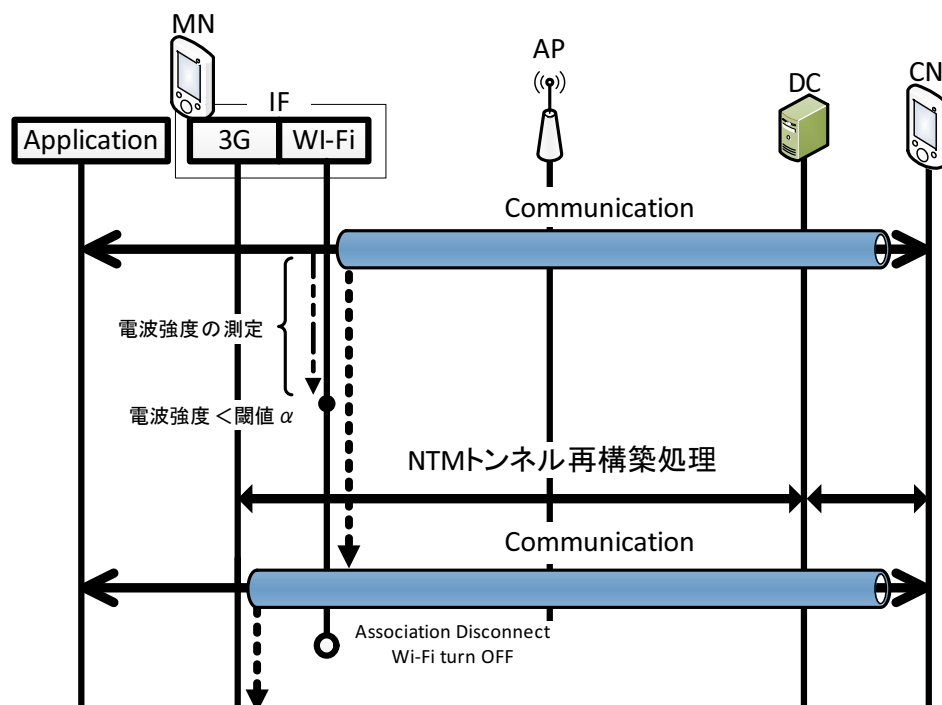 MN
AP
DC
CN
IF
Application
3G
WI-Fi
Communication
電波強度の測定
電波強度＜閾値α
NTMトンネル再構築処理
Communication
Association Disconnect
Wi-Fi turn OFF